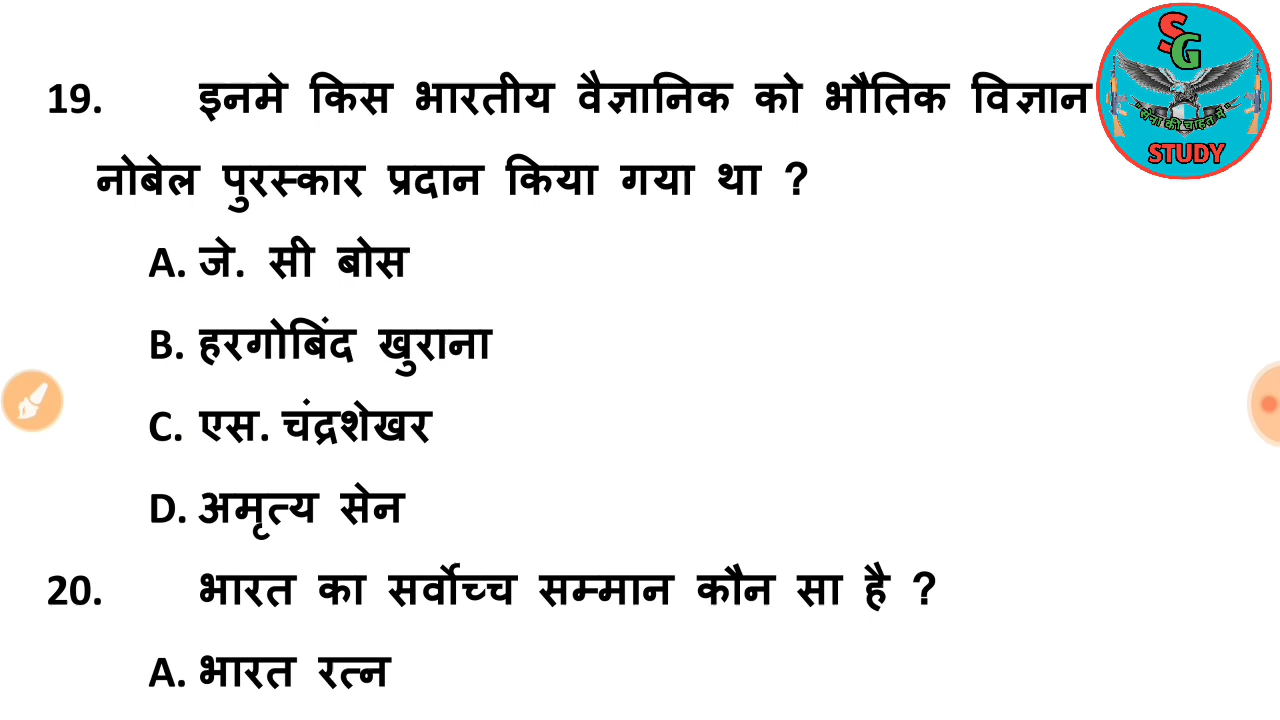 19. इनमे किस भारतीय वैज्ञानिक को भौतिक विज्ञान
नोबेल पुरस्कार प्रदान किया गया था ?
A. जे. सी बोस
B. हरगोबिंद खुराना
C. एस. चंद्रशेखर
D. अमृत्य सेन
20. भारत का सर्वोच्च सम्मान कौन सा है ?
A. भारत रत्न
SG
सेना की चाहत में
STUDY